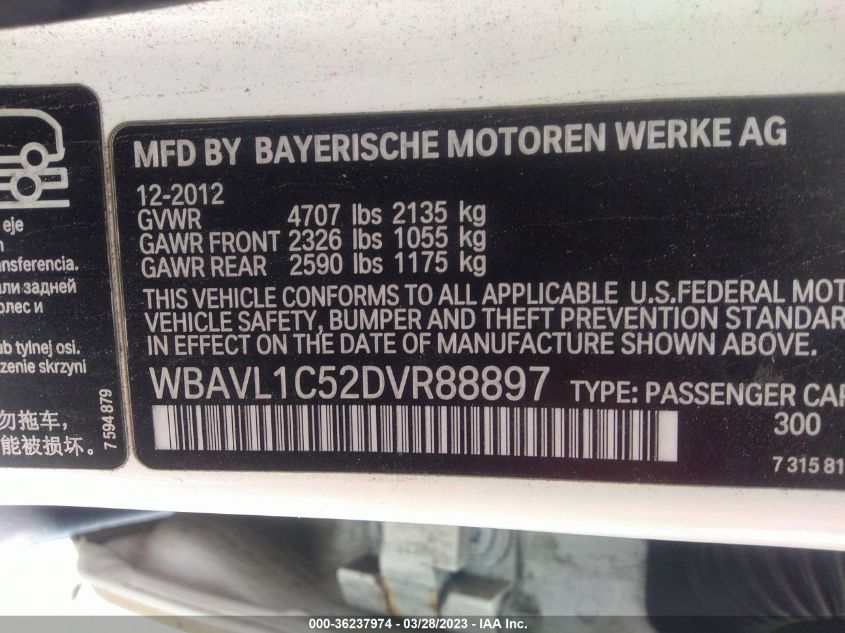 MFD BY BAYERISCHE MOTOREN WERKE AG
12-2012
GVWR 4707 lbs 2135 kg
GAWR FRONT 2326 lbs 1055 kg
GAWR REAR 2590 lbs 1175 kg
THIS VEHICLE CONFORMS TO ALL APPLICABLE U.S.FEDERAL MOT
VEHICLE SAFETY, BUMPER AND THEFT PREVENTION STANDAR
IN EFFECT ON THE DATE OF MANUFACTURE SHOWN ABOVE.
WBAVL1C52DVR88897 TYPE: PASSENGER CAR
300
7 315 81
eje
nsferencia.
или задней
олес и
ub tylnej osi.
zenie skrzyni
勿拖车,
能被损坏.
7 594 879
000-36237974 — 03/28/2023 — IAA Inc.